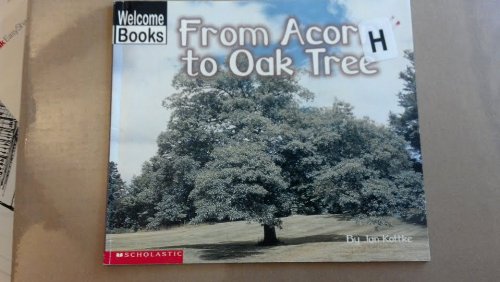 Welcome
Books
From Acor
H
to Oak Tree
By Jan Kottke
SCHOLASTIC